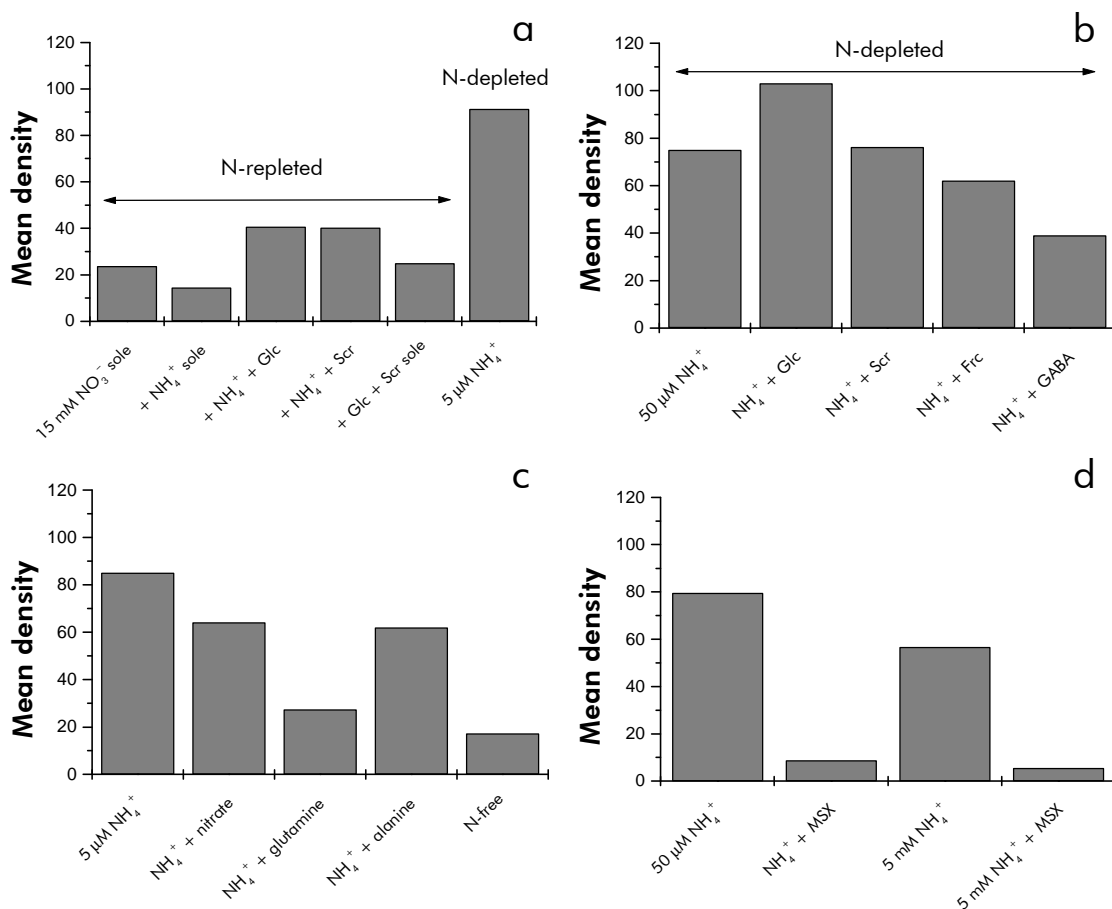 a
120
100
80
60
40
20
0
Mean density
N-repleted
N-depleted
15 mM NO₃⁻ sole
+ NH₄⁺ sole
+ NH₄⁺ + Glc
+ NH₄⁺ + Scr
+ Glc + Scr sole
5 µM NH₄⁺
b
120
100
80
60
40
20
0
Mean density
N-depleted
50 µM NH₄⁺
NH₄⁺ + Glc
NH₄⁺ + Scr
NH₄⁺ + Frc
NH₄⁺ + GABA
c
120
100
80
60
40
20
0
Mean density
5 µM NH₄⁺
NH₄⁺ + nitrate
NH₄⁺ + glutamine
NH₄⁺ + alanine
N-free
d
120
100
80
60
40
20
0
Mean density
50 µM NH₄⁺
NH₄⁺ + MSX
5 mM NH₄⁺
5 mM NH₄⁺ + MSX